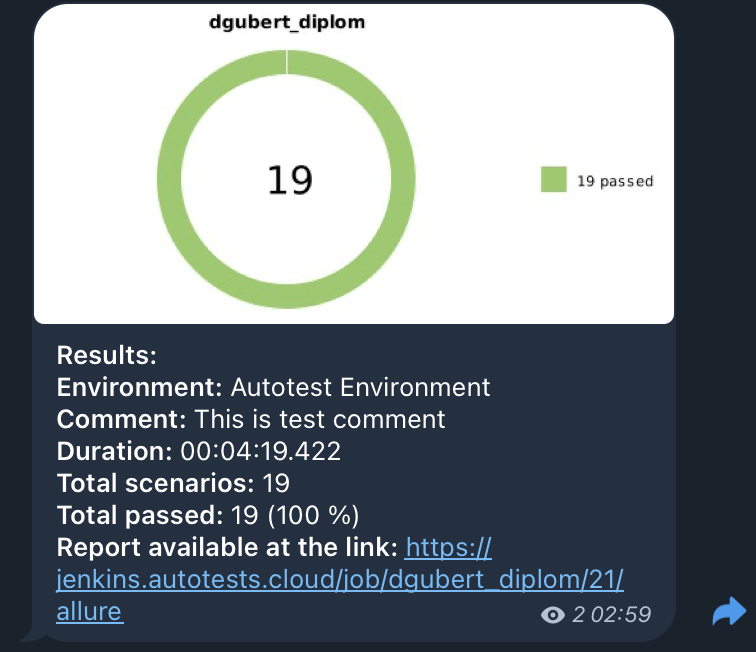 dgubert_diplom
19
19 passed
Results:
Environment: Autotest Environment
Comment: This is test comment
Duration: 00:04:19.422
Total scenarios: 19
Total passed: 19 (100 %)
Report available at the link: https://
jenkins.autotests.cloud/job/dgubert_diplom/21/
allure
2 02:59